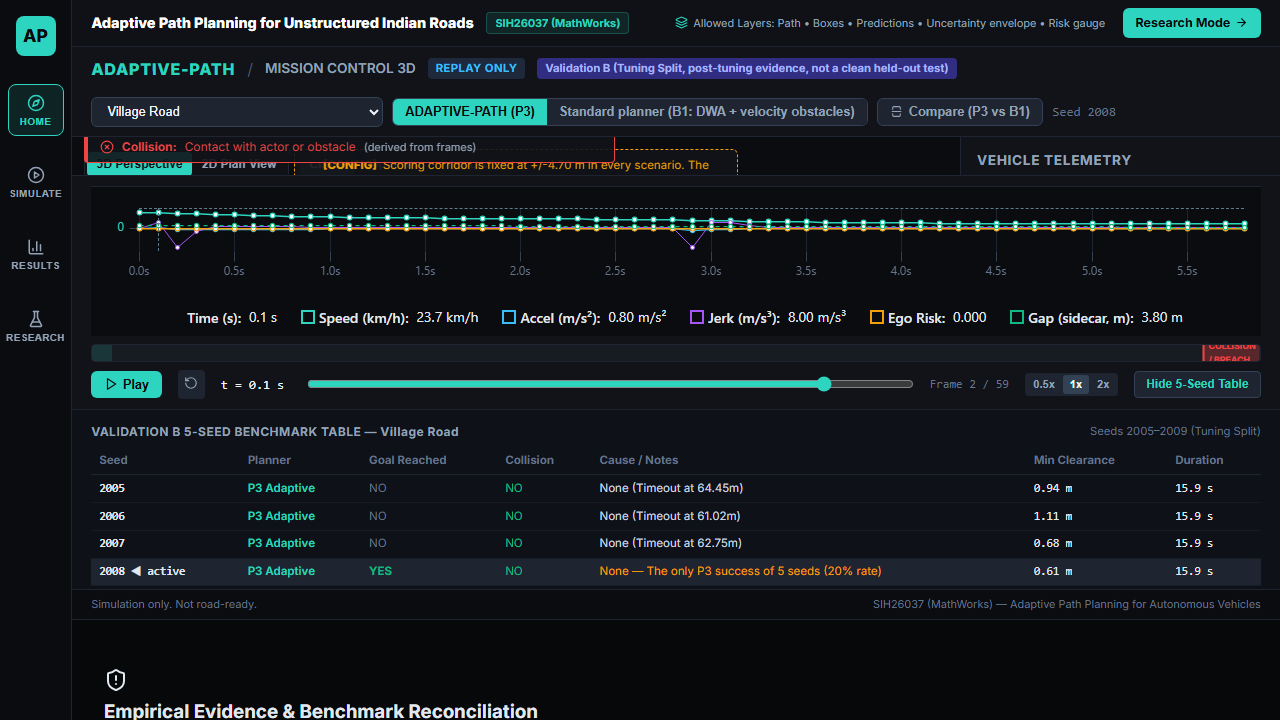 AP
Adaptive Path Planning for Unstructured Indian Roads
SIH26037 (MathWorks)
Allowed Layers: Path • Boxes • Predictions • Uncertainty envelope • Risk gauge
Research Mode →
HOME
SIMULATE
RESULTS
RESEARCH
ADAPTIVE-PATH / MISSION CONTROL 3D
REPLAY ONLY
Validation B (Tuning Split, post-tuning evidence, not a clean held-out test)
Village Road
ADAPTIVE-PATH (P3)
Standard planner (B1: DWA + velocity obstacles)
Compare (P3 vs B1)
Seed 2008
Collision: Contact with actor or obstacle (derived from frames)
3D Perspective
2D Plan View
[CONFIG] Scoring corridor is fixed at +/-4.70 m in every scenario. The
VEHICLE TELEMETRY
0
0.0s 0.5s 1.0s 1.5s 2.0s 2.5s 3.0s 3.5s 4.0s 4.5s 5.0s 5.5s
Time (s): 0.1 s Speed (km/h): 23.7 km/h Accel (m/s²): 0.80 m/s² Jerk (m/s³): 8.00 m/s³ Ego Risk: 0.000 Gap (sidecar, m): 3.80 m
COLLISION
/ BREACH
Play
t = 0.1 s
Frame 2 / 59
0.5x 1x 2x
Hide 5-Seed Table
VALIDATION B 5-SEED BENCHMARK TABLE — Village Road
Seeds 2005–2009 (Tuning Split)
Seed Planner Goal Reached Collision Cause / Notes Min Clearance Duration
2005 P3 Adaptive NO NO None (Timeout at 64.45m) 0.94 m 15.9 s
2006 P3 Adaptive NO NO None (Timeout at 61.02m) 1.11 m 15.9 s
2007 P3 Adaptive NO NO None (Timeout at 62.75m) 0.68 m 15.9 s
2008 ◀ active P3 Adaptive YES NO None — The only P3 success of 5 seeds (20% rate) 0.61 m 15.9 s
Simulation only. Not road-ready.
SIH26037 (MathWorks) — Adaptive Path Planning for Autonomous Vehicles
Empirical Evidence & Benchmark Reconciliation